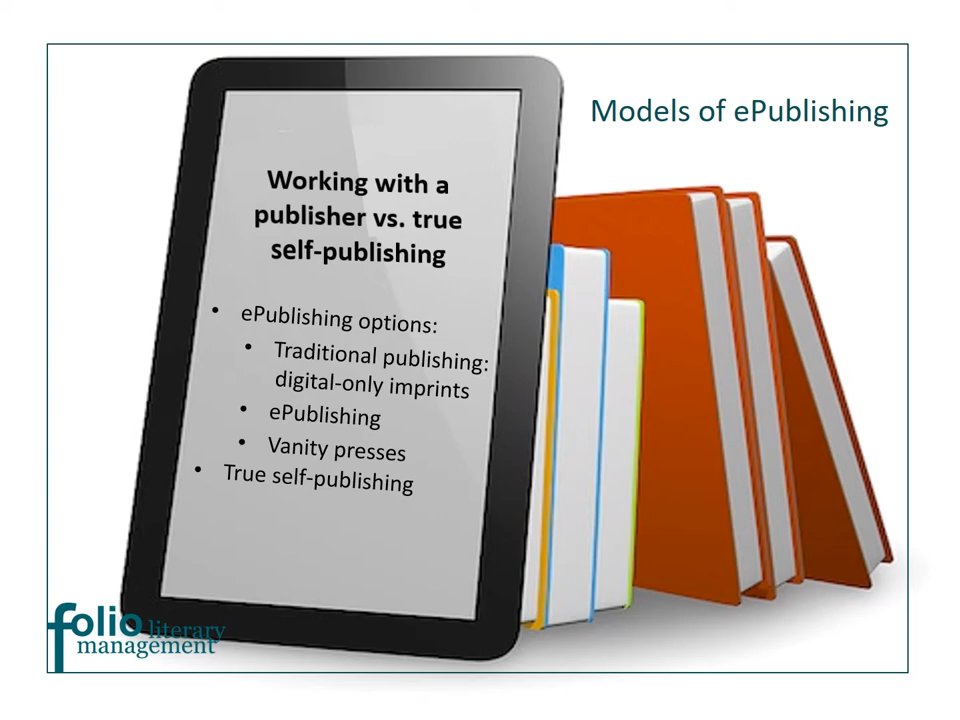 Models of ePublishing
Working with a
publisher vs. true
self-publishing
• ePublishing options:
• Traditional publishing:
digital-only imprints
• ePublishing
• Vanity presses
• True self-publishing
folio literary
management